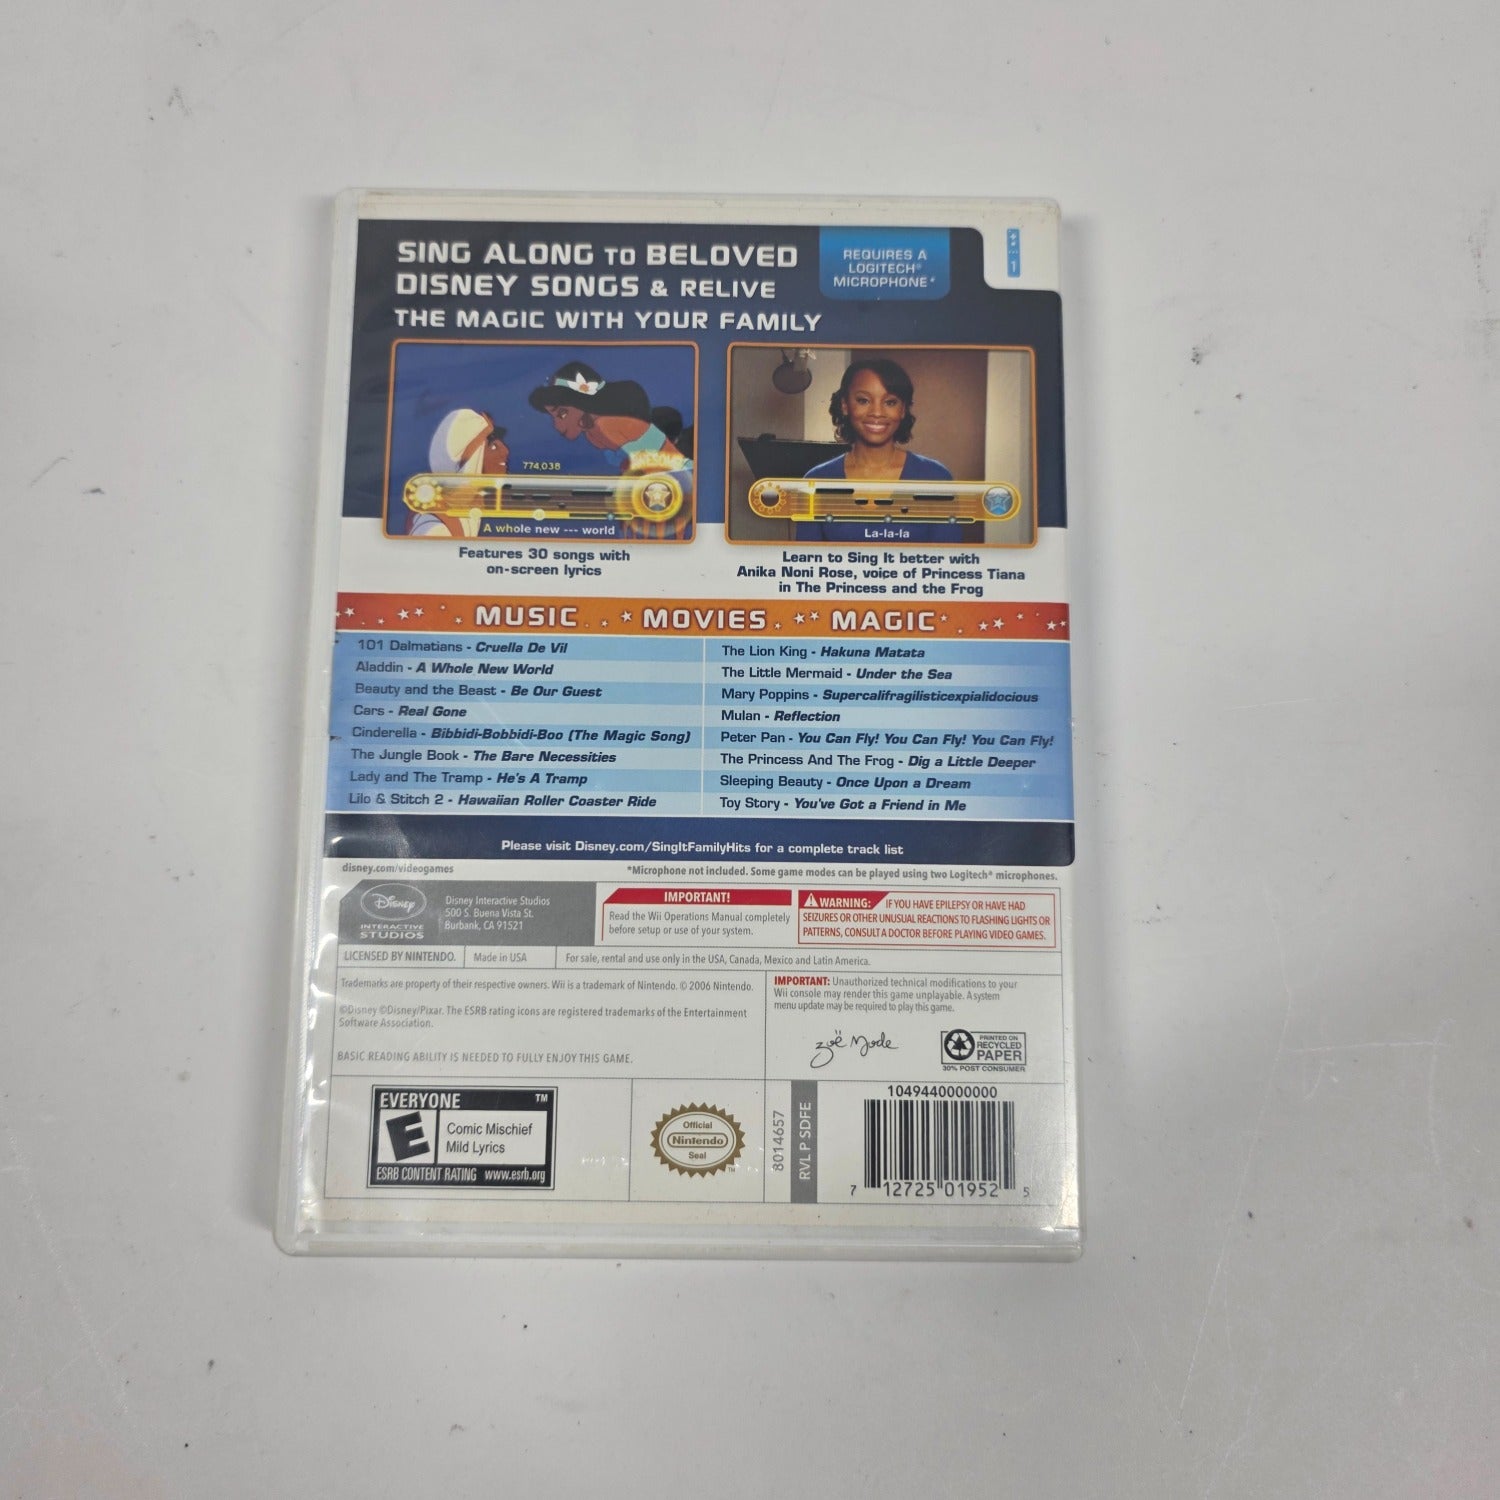 SING ALONG TO BELOVED
DISNEY SONGS & RELIVE
THE MAGIC WITH YOUR FAMILY
REQUIRES A
LOGITECH®
MICROPHONE*
1
774,038
A whole new --- world
La-la-la
Features 30 songs with
on-screen lyrics
Learn to Sing It better with
Anika Noni Rose, voice of Princess Tiana
in The Princess and the Frog
MUSIC MOVIES MAGIC
101 Dalmatians - Cruella De Vil
Aladdin - A Whole New World
Beauty and the Beast - Be Our Guest
Cars - Real Gone
Cinderella - Bibbidi-Bobbidi-Boo (The Magic Song)
The Jungle Book - The Bare Necessities
Lady and The Tramp - He's A Tramp
Lilo & Stitch 2 - Hawaiian Roller Coaster Ride
The Lion King - Hakuna Matata
The Little Mermaid - Under the Sea
Mary Poppins - Supercalifragilisticexpialidocious
Mulan - Reflection
Peter Pan - You Can Fly! You Can Fly! You Can Fly!
The Princess And The Frog - Dig a Little Deeper
Sleeping Beauty - Once Upon a Dream
Toy Story - You've Got a Friend in Me
Please visit Disney.com/SingItFamilyHits for a complete track list
disney.com/videogames
*Microphone not included. Some game modes can be played using two Logitech® microphones.
Disney
INTERACTIVE
STUDIOS
Disney Interactive Studios
500 S. Buena Vista St.
Burbank, CA 91521
IMPORTANT!
Read the Wii Operations Manual completely
before setup or use of your system.
WARNING: IF YOU HAVE EPILEPSY OR HAVE HAD
SEIZURES OR OTHER UNUSUAL REACTIONS TO FLASHING LIGHTS OR
PATTERNS, CONSULT A DOCTOR BEFORE PLAYING VIDEO GAMES.
LICENSED BY NINTENDO.
Made in USA
For sale, rental and use only in the USA, Canada, Mexico and Latin America.
Trademarks are property of their respective owners. Wii is a trademark of Nintendo. © 2006 Nintendo.
©Disney ©Disney/Pixar. The ESRB rating icons are registered trademarks of the Entertainment
Software Association.
BASIC READING ABILITY IS NEEDED TO FULLY ENJOY THIS GAME.
IMPORTANT: Unauthorized technical modifications to your
Wii console may render this game unplayable. A system
menu update may be required to play this game.
zoë Mode
PRINTED ON
RECYCLED
PAPER
30% POST CONSUMER
EVERYONE ™
E
Comic Mischief
Mild Lyrics
ESRB CONTENT RATING www.esrb.org
Official
Nintendo
Seal
™
8014657
RVL P SDFE
1049440000000
7 12725 01952 5